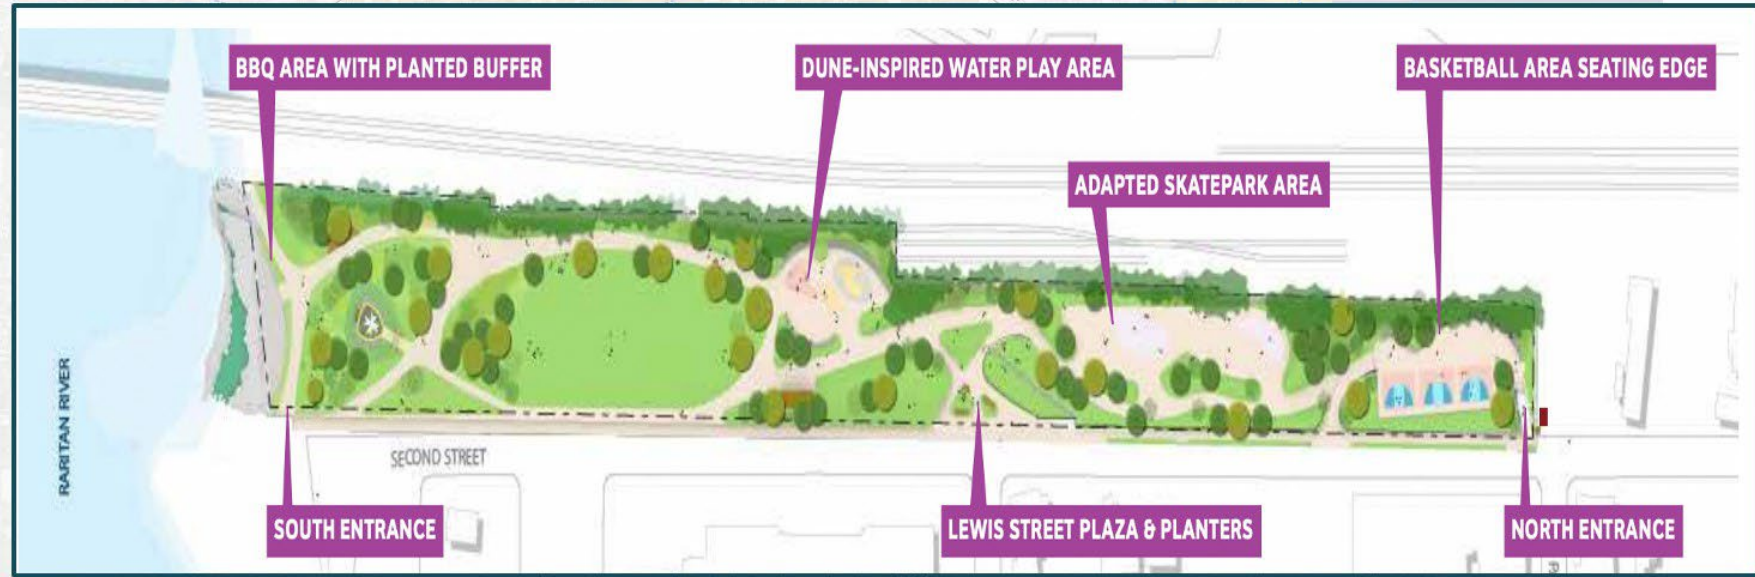 BBQ AREA WITH PLANTED BUFFER
DUNE-INSPIRED WATER PLAY AREA
BASKETBALL AREA SEATING EDGE
ADAPTED SKATEPARK AREA
RARITAN RIVER
SECOND STREET
SOUTH ENTRANCE
LEWIS STREET PLAZA & PLANTERS
NORTH ENTRANCE